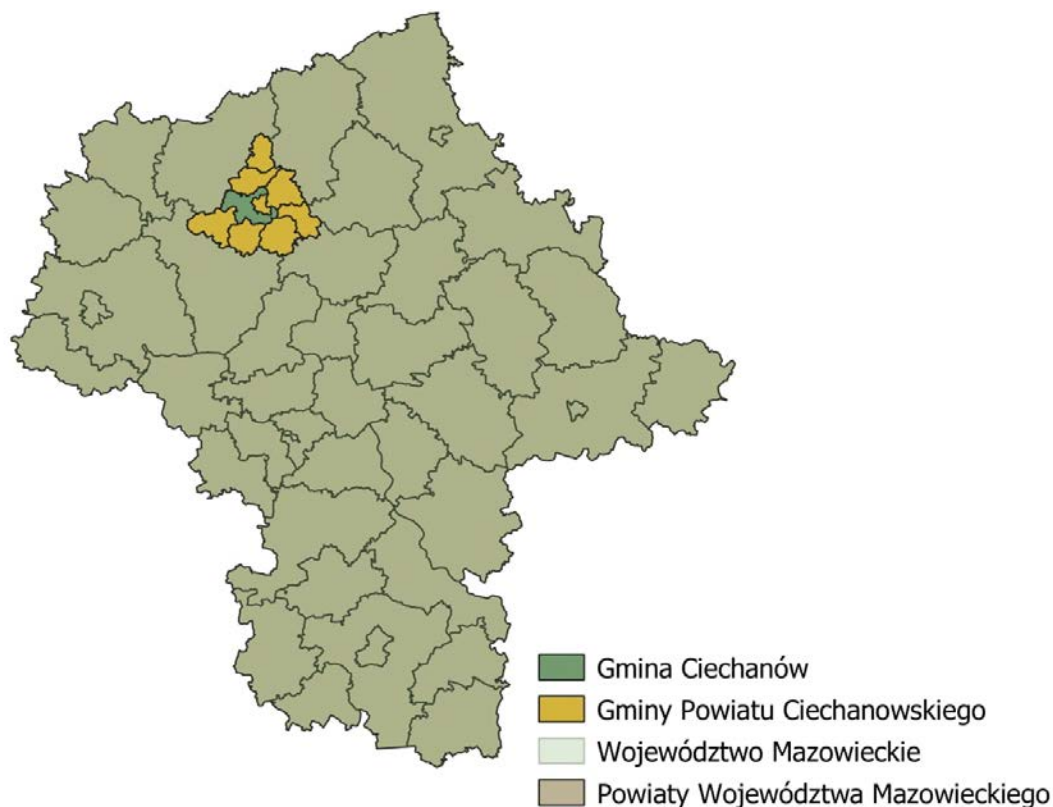 Gmina Ciechanów
Gminy Powiatu Ciechanowskiego
Województwo Mazowieckie
Powiaty Województwa Mazowieckiego